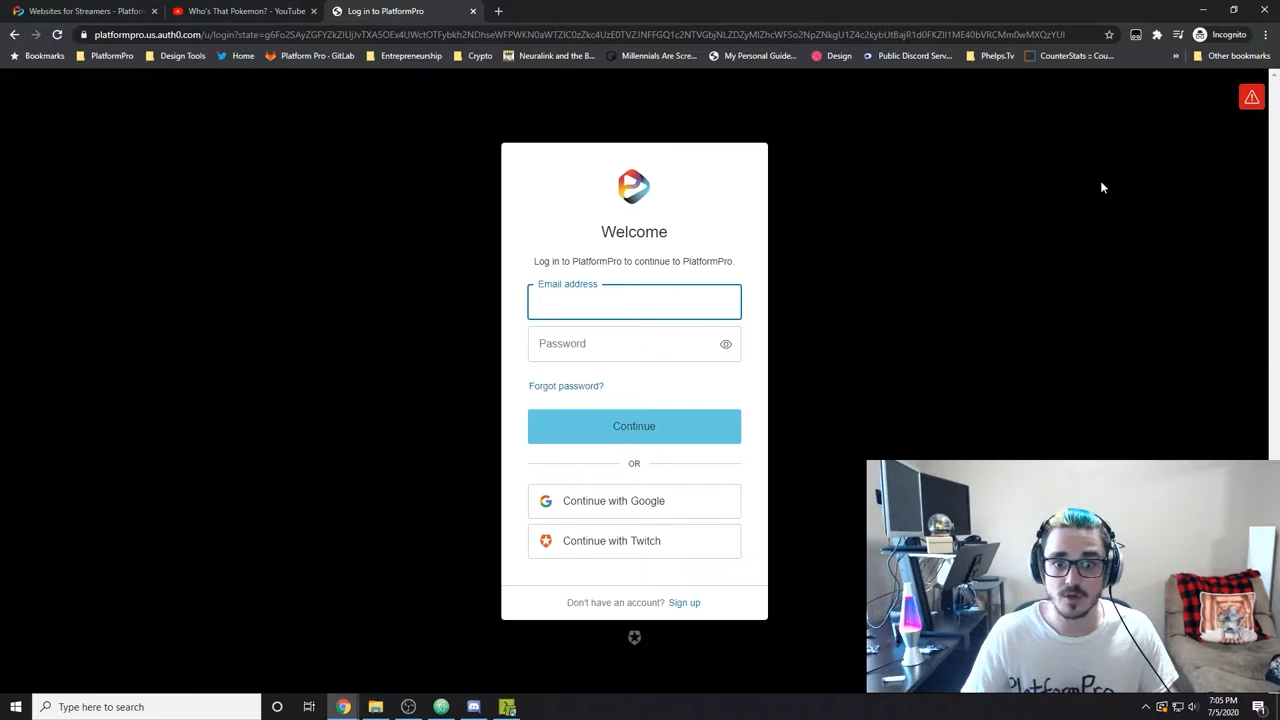 Websites for Streamers - Platform
Who's That Pokemon? - YouTube
Log in to PlatformPro
Incognito
Bookmarks
PlatformPro
Design Tools
Home
Platform Pro · GitLab
Entrepreneurship
Crypto
Neuralink and the B...
Millennials Are Scre...
My Personal Guide...
Design
Public Discord Serv...
Phelps.Tv
CounterStats :: Cou...
Other bookmarks
Welcome
Log in to PlatformPro to continue to PlatformPro.
Email address
Password
Forgot password?
Continue
OR
Continue with Google
Continue with Twitch
Don't have an account? Sign up
PlatformPro
Type here to search
7:05 PM
7/5/2020